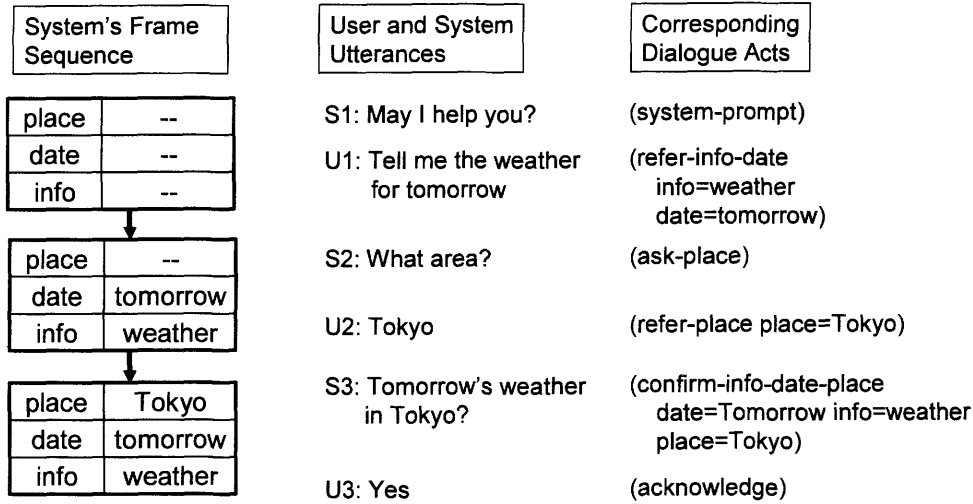 System's Frame
Sequence
User and System
Utterances
Corresponding
Dialogue Acts
place --
date --
info --
place --
date tomorrow
info weather
place Tokyo
date tomorrow
info weather
S1: May I help you?
(system-prompt)
U1: Tell me the weather
for tomorrow
(refer-info-date
info=weather
date=tomorrow)
S2: What area?
(ask-place)
U2: Tokyo
(refer-place place=Tokyo)
S3: Tomorrow's weather
in Tokyo?
(confirm-info-date-place
date=Tomorrow info=weather
place=Tokyo)
U3: Yes
(acknowledge)